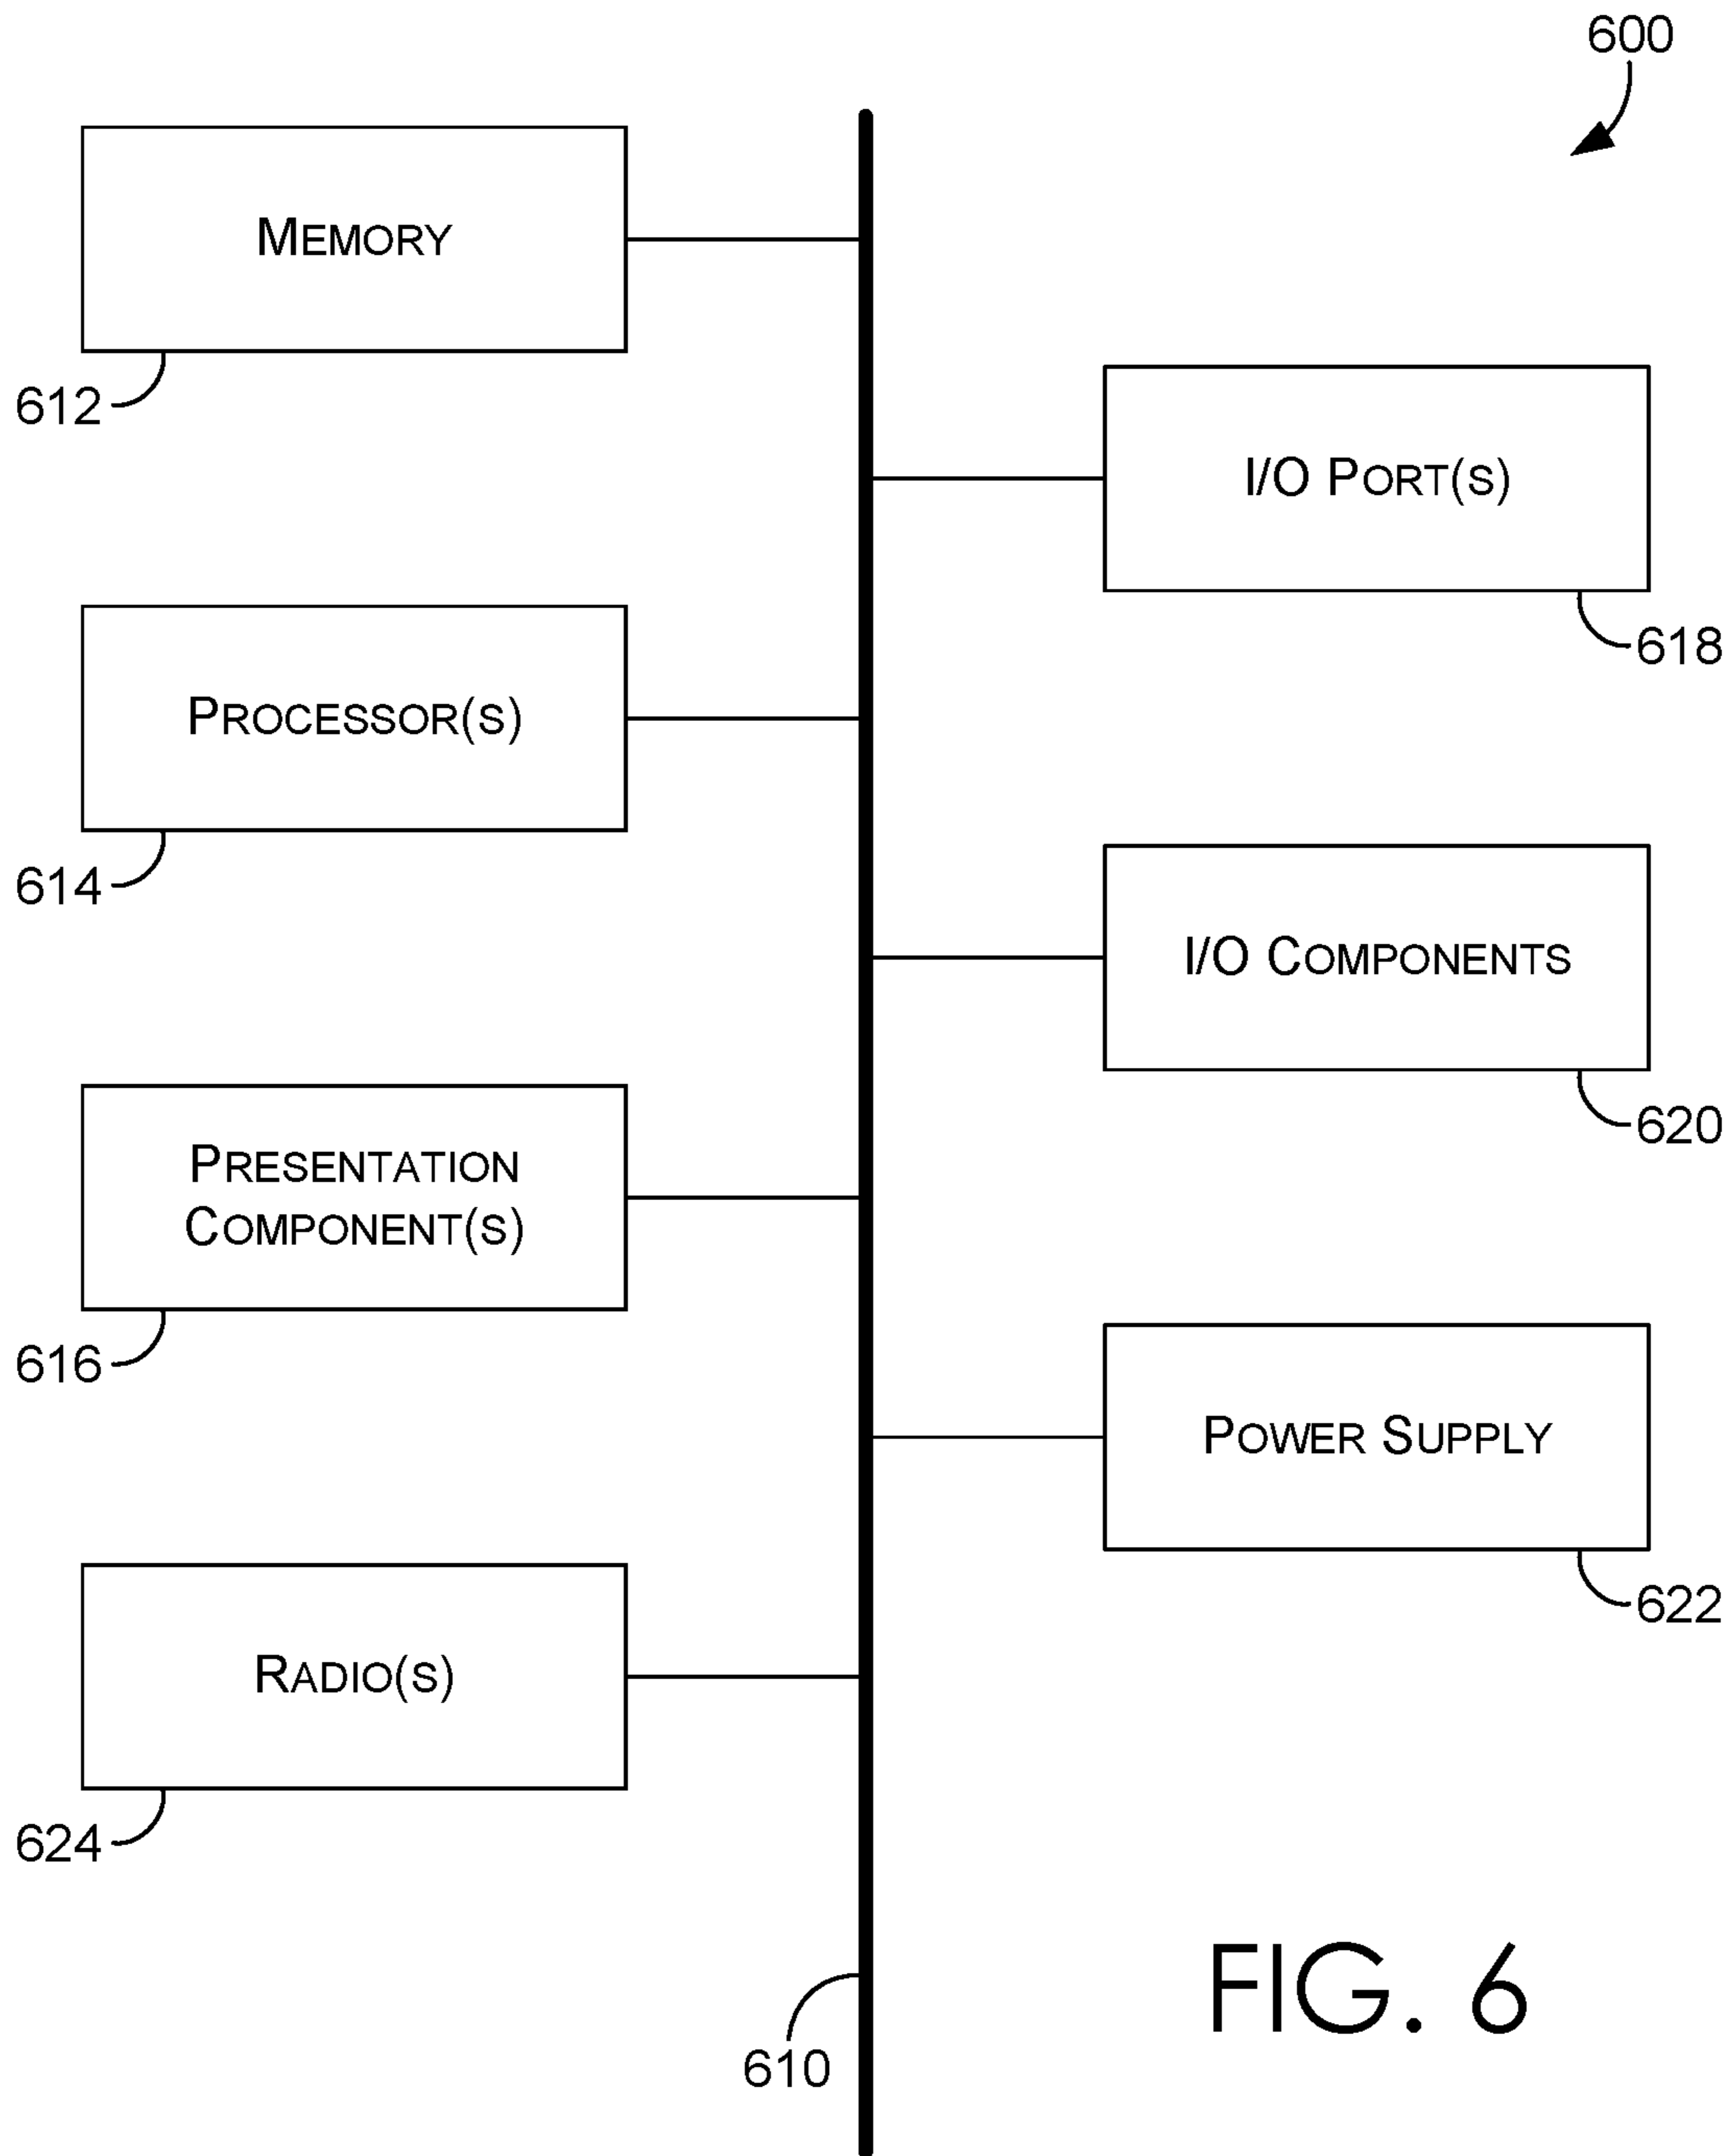 600
MEMORY
612
I/O PORT(S)
618
PROCESSOR(S)
614
I/O COMPONENTS
620
PRESENTATION
COMPONENT(S)
616
POWER SUPPLY
622
RADIO(S)
624
610
FIG. 6